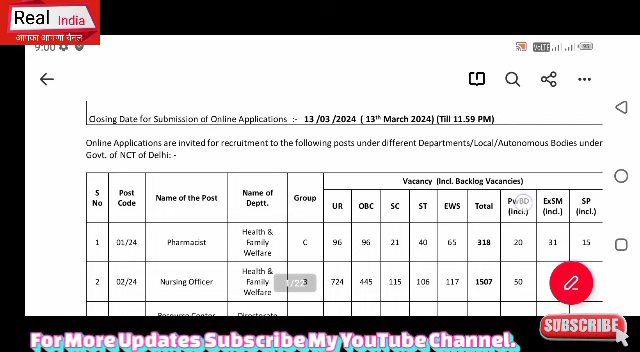 Real India
आपका अपना चैनल
9:00
VoLTE
Closing Date for Submission of Online Applications :- 13 /03 /2024 ( 13th March 2024) (Till 11.59 PM)
Online Applications are invited for recruitment to the following posts under different Departments/Local/Autonomous Bodies under
Govt. of NCT of Delhi: -
S No Post Code Name of the Post Name of Deptt. Group Vacancy (Incl. Backlog Vacancies)
UR OBC SC ST EWS Total PwBD (Incl.) ExSM (incl.) SP (incl.)
1 01/24 Pharmacist Health & Family Welfare C 96 96 21 40 65 318 20 31 15
2 02/24 Nursing Officer Health & Family Welfare 724 445 115 106 117 1507 50
1/22
SUBSCRIBE
For More Updates Subscribe My YouTube Channel.